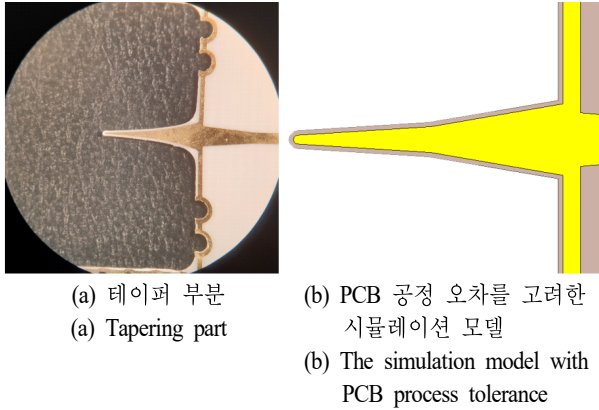 (a) 테이퍼 부분
(a) Tapering part
(b) PCB 공정 오차를 고려한
시뮬레이션 모델
(b) The simulation model with
PCB process tolerance